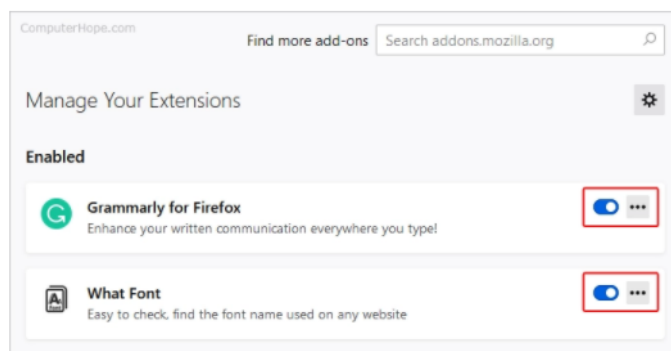 ComputerHope.com
Find more add-ons Search addons.mozilla.org
Manage Your Extensions
Enabled
Grammarly for Firefox
Enhance your written communication everywhere you type!
What Font
Easy to check, find the font name used on any website